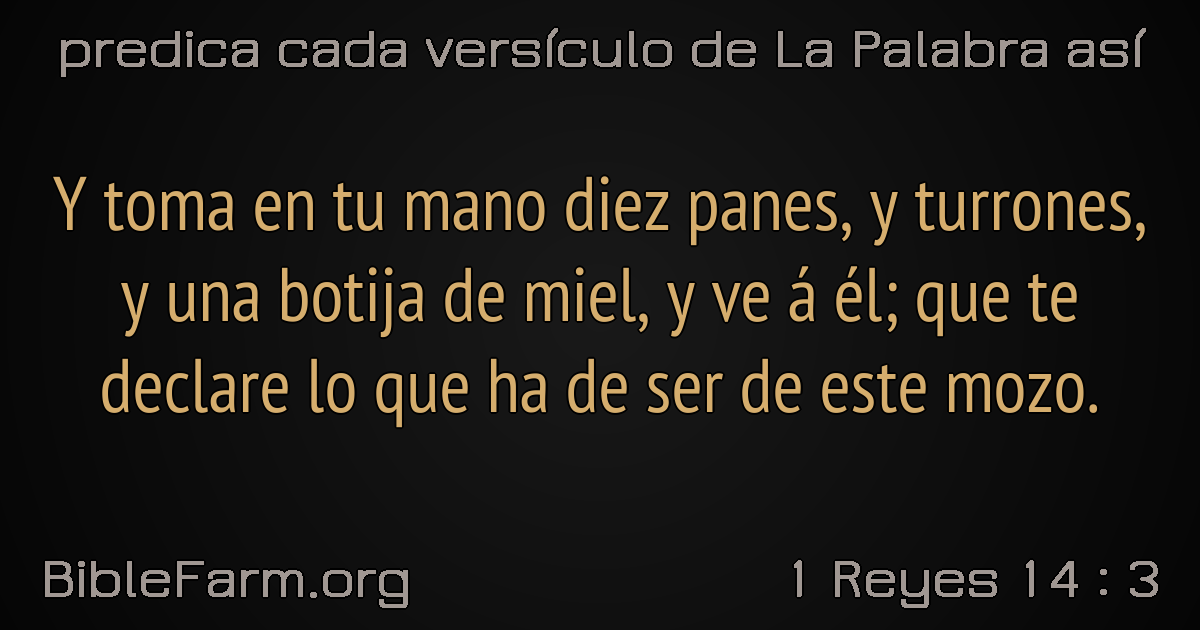 predica cada versículo de La Palabra así
Y toma en tu mano diez panes, y turrones,
y una botija de miel, y ve á él; que te
declare lo que ha de ser de este mozo.
BibleFarm.org
1 Reyes 14 : 3